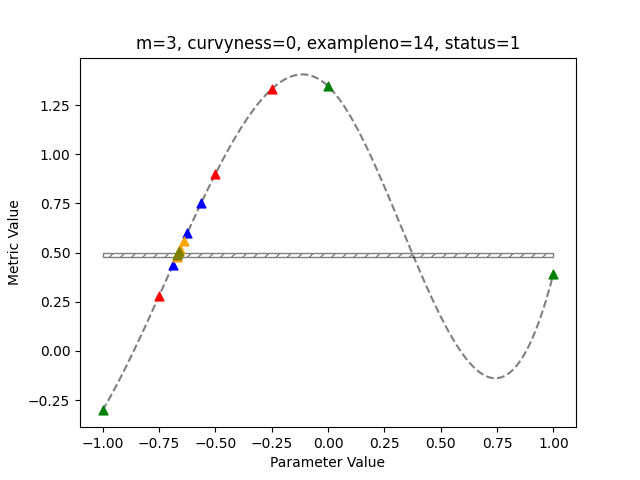 m=3, curvyness=0, exampleno=14, status=1
Metric Value
1.25
1.00
0.75
0.50
0.25
0.00
−0.25
−1.00 −0.75 −0.50 −0.25 0.00 0.25 0.50 0.75 1.00
Parameter Value